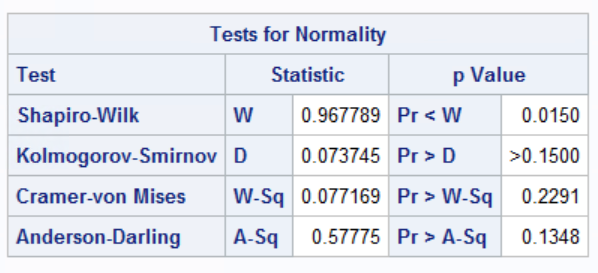 Tests for Normality
Test Statistic p Value
Shapiro-Wilk W 0.967789 Pr < W 0.0150
Kolmogorov-Smirnov D 0.073745 Pr > D >0.1500
Cramer-von Mises W-Sq 0.077169 Pr > W-Sq 0.2291
Anderson-Darling A-Sq 0.57775 Pr > A-Sq 0.1348